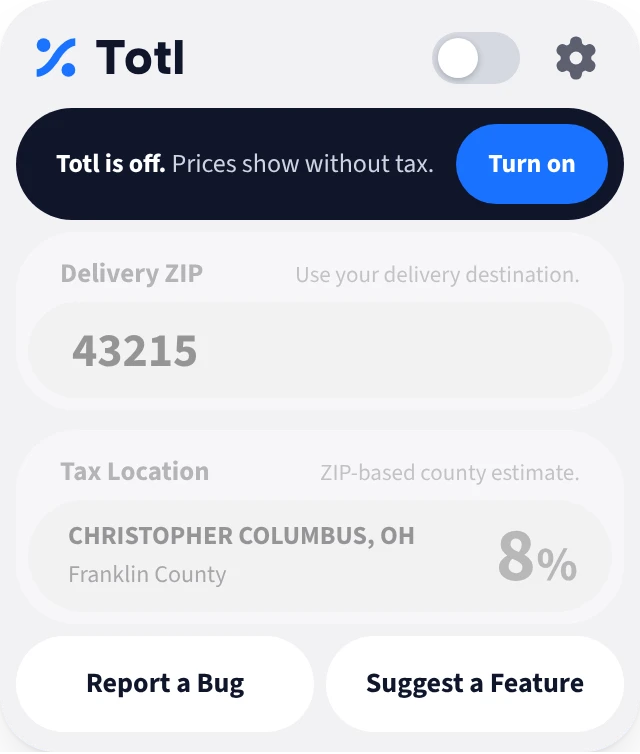 Totl
Totl is off. Prices show without tax.
Turn on
Delivery ZIP
Use your delivery destination.
43215
Tax Location
ZIP-based county estimate.
CHRISTOPHER COLUMBUS, OH
Franklin County
8%
Report a Bug
Suggest a Feature